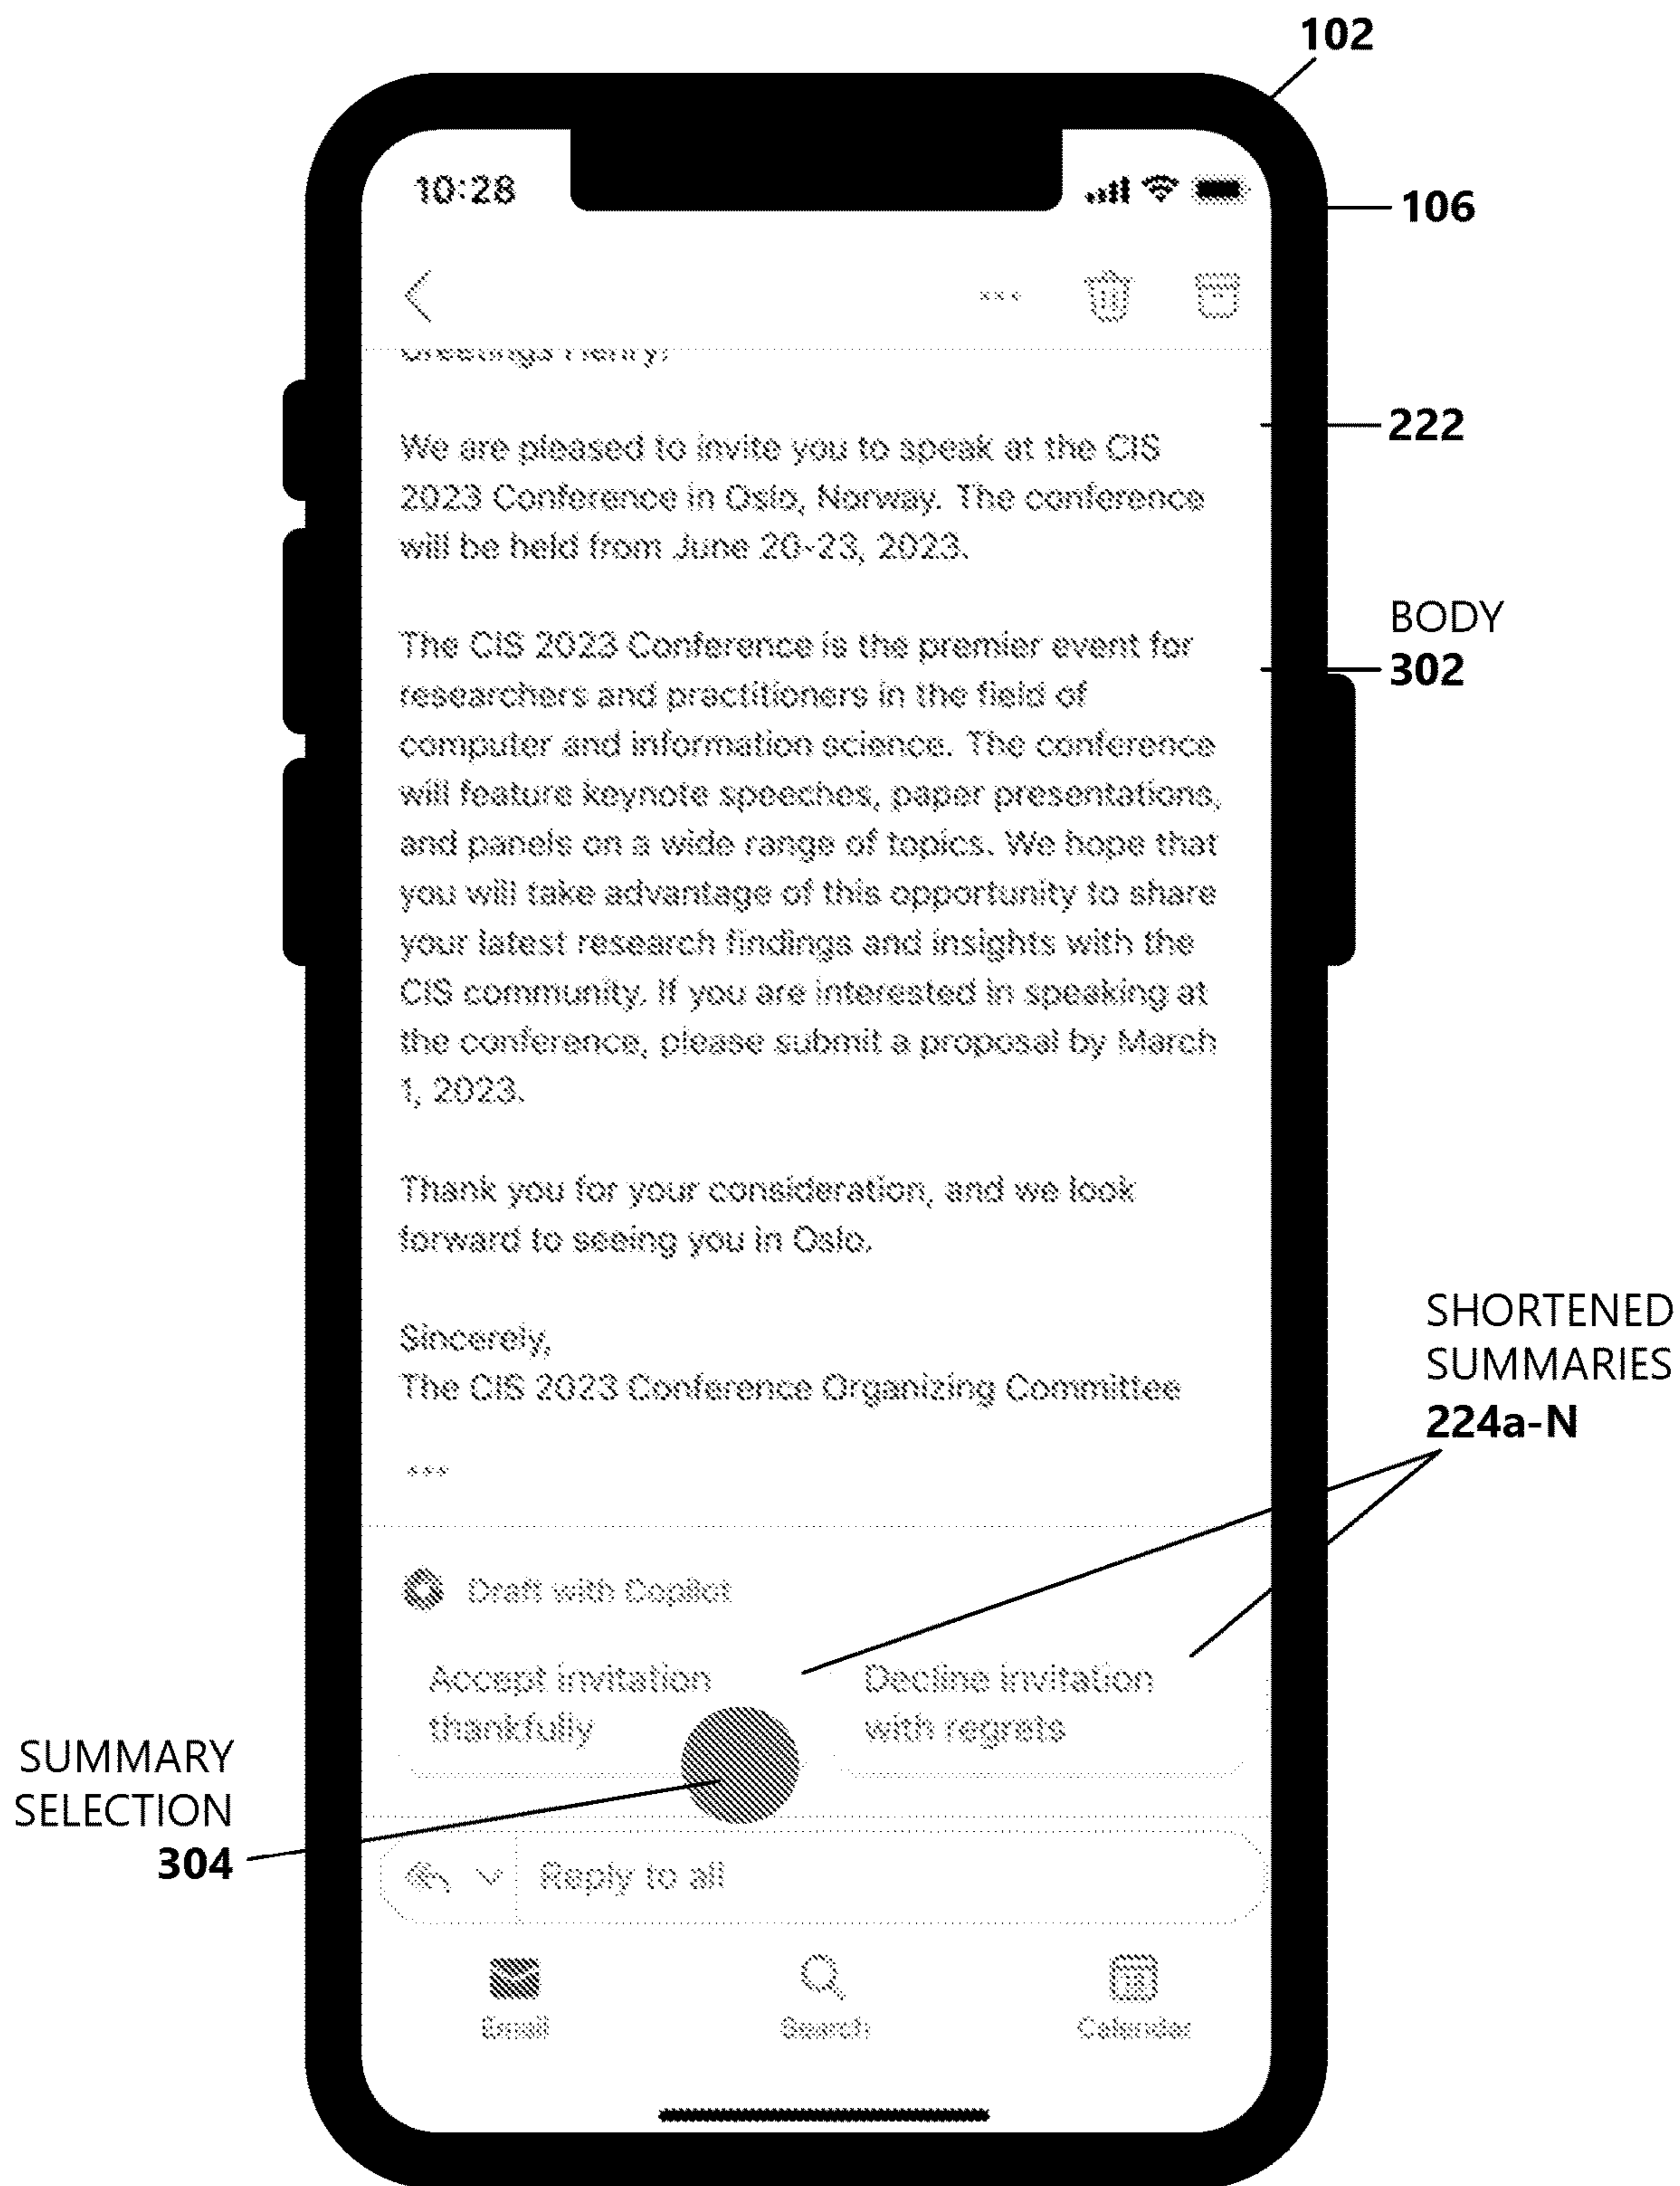 102
10:28
106
Greetings Henry,
222
We are pleased to invite you to speak at the CIS
2023 Conference in Oslo, Norway. The conference
will be held from June 20-23, 2023.
BODY
302
The CIS 2023 Conference is the premier event for
researchers and practitioners in the field of
computer and information science. The conference
will feature keynote speeches, paper presentations,
and panels on a wide range of topics. We hope that
you will take advantage of this opportunity to share
your latest research findings and insights with the
CIS community. If you are interested in speaking at
the conference, please submit a proposal by March
1, 2023.
Thank you for your consideration, and we look
forward to seeing you in Oslo.
Sincerely,
The CIS 2023 Conference Organizing Committee
...
SHORTENED
SUMMARIES
224a-N
Draft with Copilot
Accept invitation
thankfully
Decline invitation
with regrets
SUMMARY
SELECTION
304
Reply to all
Email
Search
Calendar